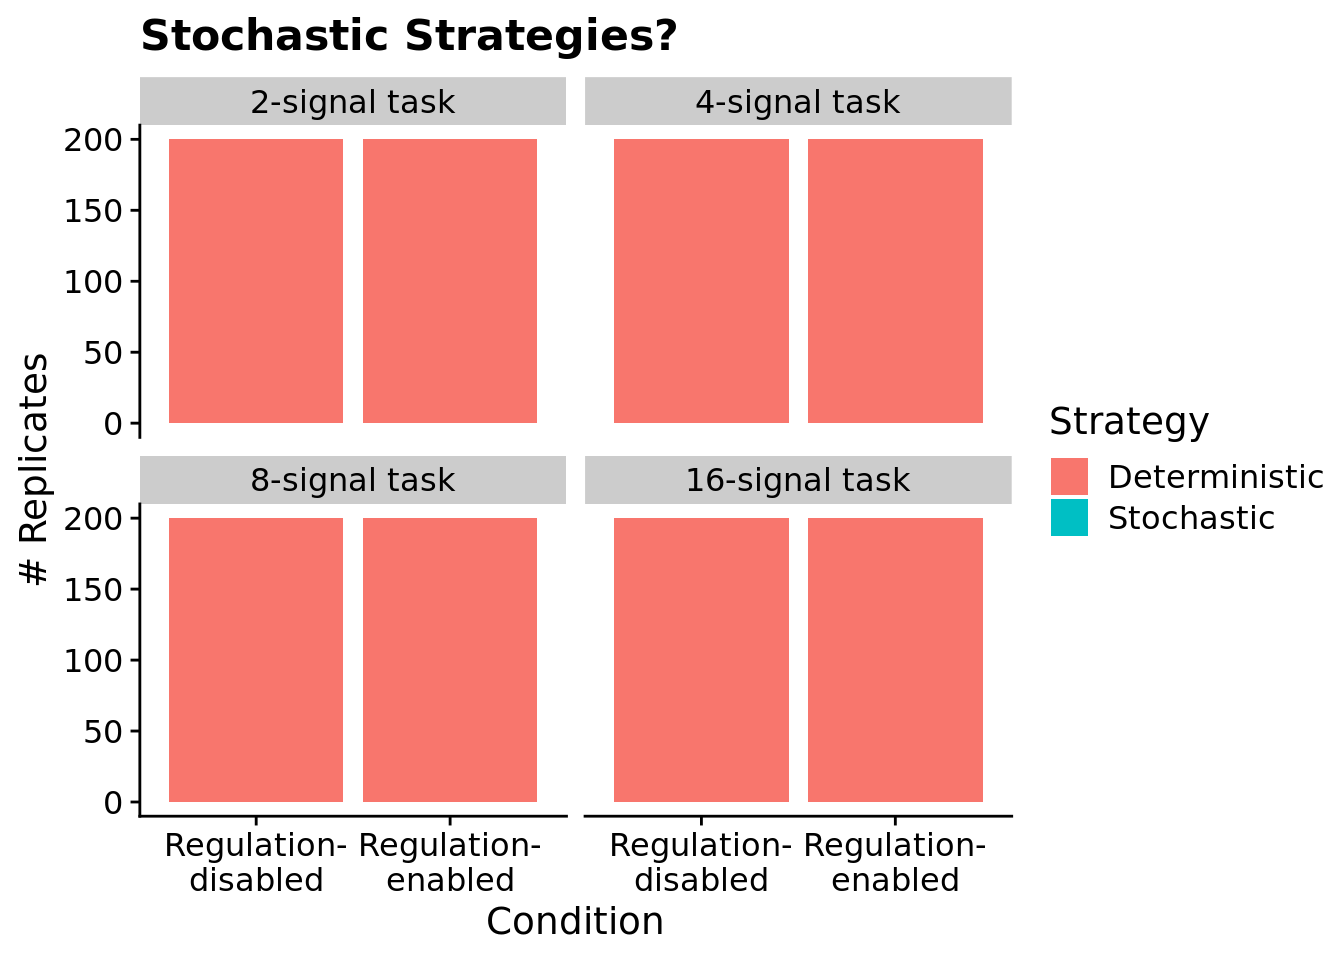 Stochastic Strategies?
2-signal task
4-signal task
200
150
100
50
0
8-signal task
16-signal task
200
150
100
50
0
# Replicates
Regulation-
disabled
Regulation-
enabled
Regulation-
disabled
Regulation-
enabled
Condition
Strategy
Deterministic
Stochastic